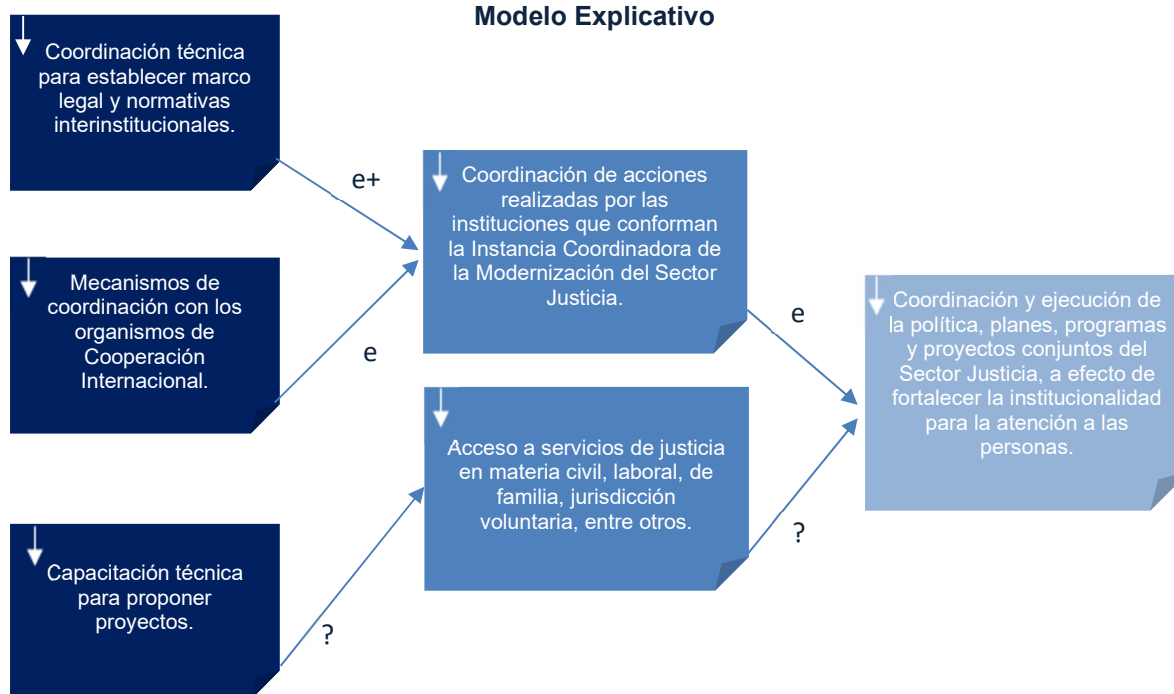 Modelo Explicativo
Coordinación técnica
para establecer marco
legal y normativas
interinstitucionales.
e+
Mecanismos de
coordinación con los
organismos de
Cooperación
Internacional.
e
Capacitación técnica
para proponer
proyectos.
?
Coordinación de acciones
realizadas por las
instituciones que conforman
la Instancia Coordinadora de
la Modernización del Sector
Justicia.
e
Acceso a servicios de justicia
en materia civil, laboral, de
familia, jurisdicción
voluntaria, entre otros.
?
Coordinación y ejecución de
la política, planes, programas
y proyectos conjuntos del
Sector Justicia, a efecto de
fortalecer la institucionalidad
para la atención a las
personas.